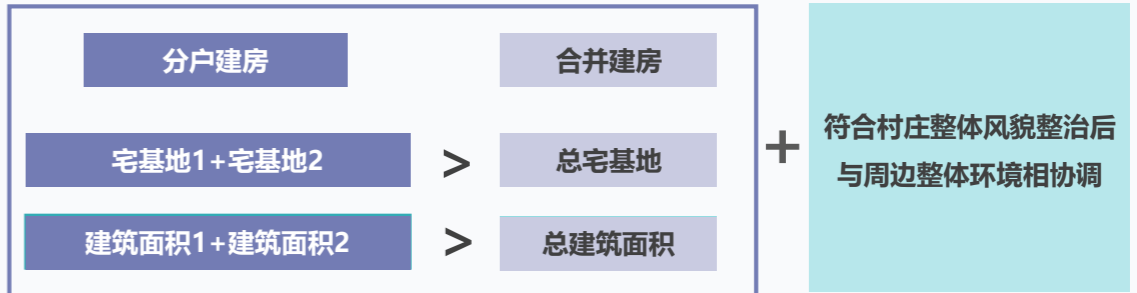 分户建房 合并建房
宅基地1+宅基地2 > 总宅基地
建筑面积1+建筑面积2 > 总建筑面积
+
符合村庄整体风貌整治后
与周边整体环境相协调